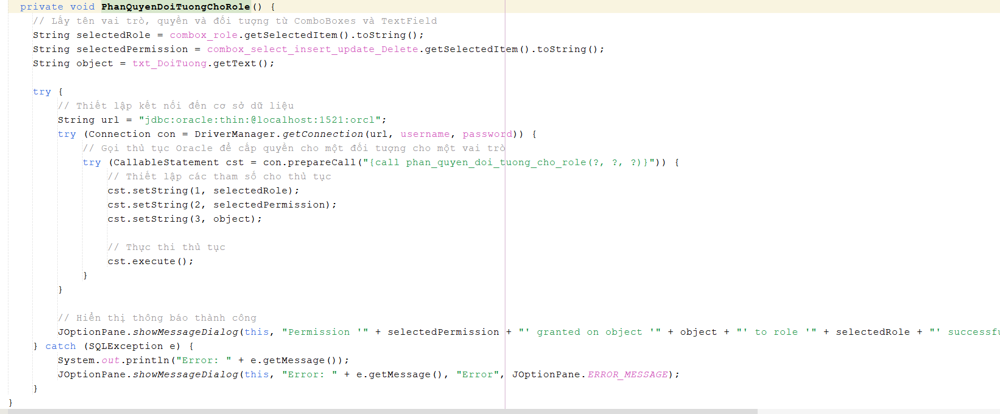 private void PhanQuyenDoiTuongChoRole() {
// Lấy tên vai trò, quyền và đối tượng từ ComboBoxes và TextField
String selectedRole = combox_role.getSelectedItem().toString();
String selectedPermission = combox_select_insert_update_Delete.getSelectedItem().toString();
String object = txt_DoiTuong.getText();
try {
// Thiết lập kết nối đến cơ sở dữ liệu
String url = "jdbc:oracle:thin:@localhost:1521:orcl";
try (Connection con = DriverManager.getConnection(url, username, password)) {
// Gọi thủ tục Oracle để cấp quyền cho một đối tượng cho một vai trò
try (CallableStatement cst = con.prepareCall("{call phan_quyen_doi_tuong_cho_role(?, ?, ?)}")) {
// Thiết lập các tham số cho thủ tục
cst.setString(1, selectedRole);
cst.setString(2, selectedPermission);
cst.setString(3, object);
// Thực thi thủ tục
cst.execute();
}
}
// Hiển thị thông báo thành công
JOptionPane.showMessageDialog(this, "Permission '" + selectedPermission + "' granted on object '" + object + "' to role '" + selectedRole + "'
} catch (SQLException e) {
System.out.println("Error: " + e.getMessage());
JOptionPane.showMessageDialog(this, "Error: " + e.getMessage(), "Error", JOptionPane.ERROR_MESSAGE);
}
}